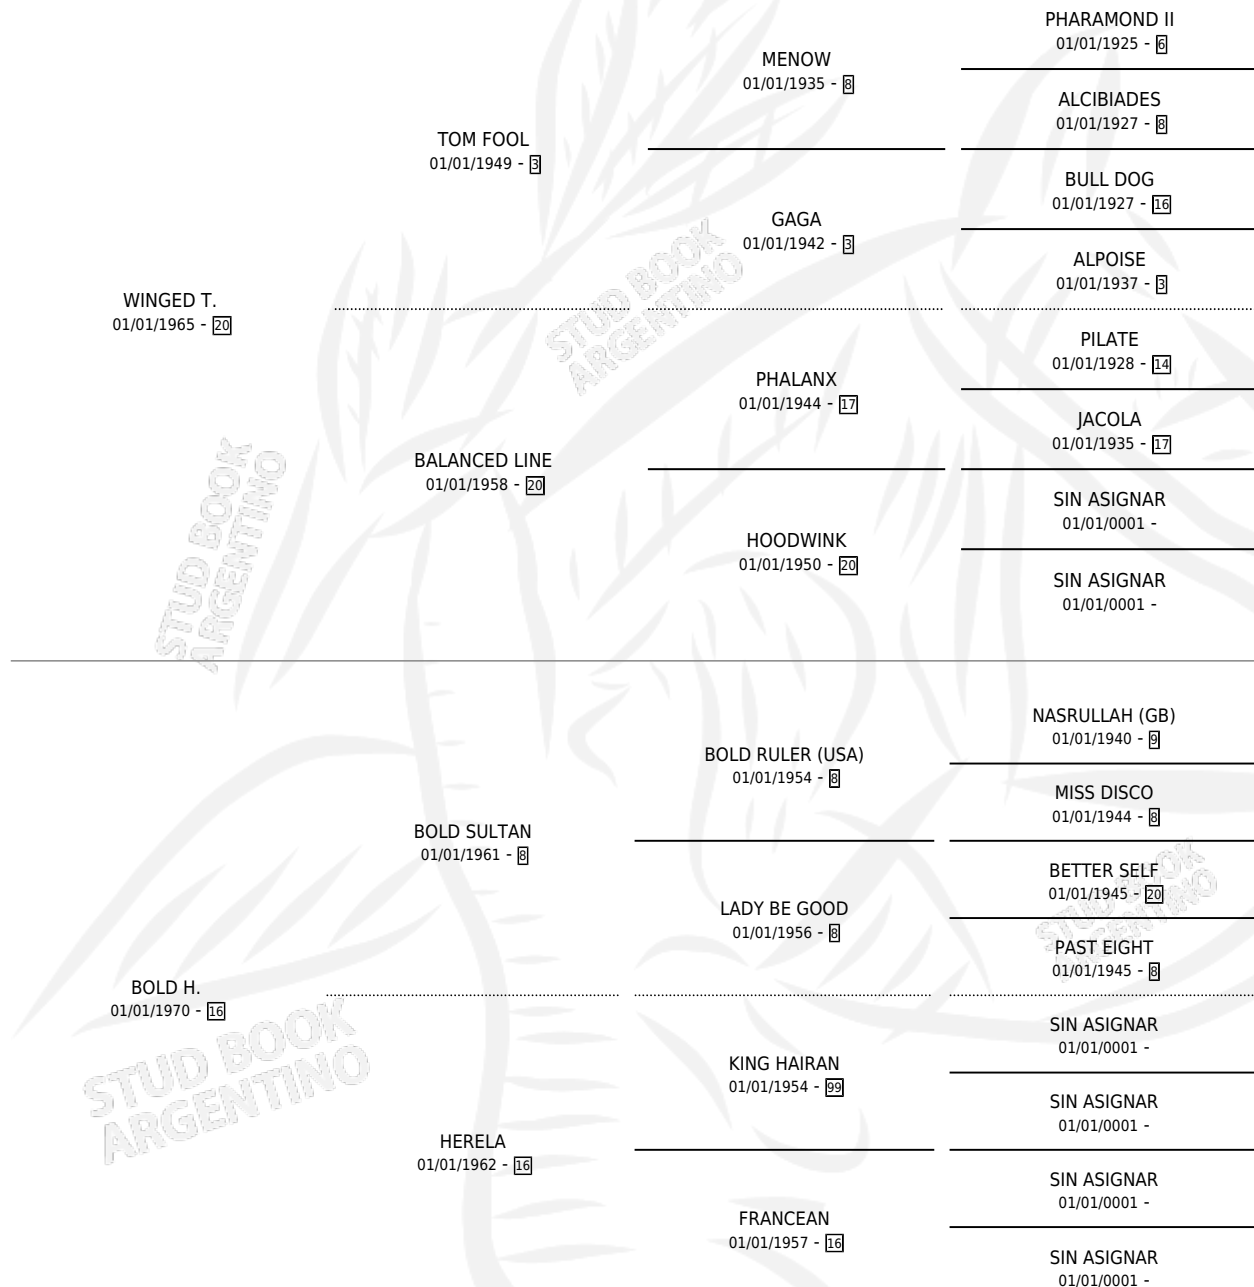 WINGED T.
01/01/1965 - 20
TOM FOOL
01/01/1949 - 3
BALANCED LINE
01/01/1958 - 20
MENOW
01/01/1935 - 8
GAGA
01/01/1942 - 3
PHALANX
01/01/1944 - 17
HOODWINK
01/01/1950 - 20
PHARAMOND II
01/01/1925 - 6
ALCIBIADES
01/01/1927 - 8
BULL DOG
01/01/1927 - 16
ALPOISE
01/01/1937 - 3
PILATE
01/01/1928 - 14
JACOLA
01/01/1935 - 17
SIN ASIGNAR
01/01/0001 -
SIN ASIGNAR
01/01/0001 -
BOLD H.
01/01/1970 - 16
BOLD SULTAN
01/01/1961 - 8
HERELA
01/01/1962 - 16
BOLD RULER (USA)
01/01/1954 - 8
LADY BE GOOD
01/01/1956 - 8
KING HAIRAN
01/01/1954 - 99
FRANCEAN
01/01/1957 - 16
NASRULLAH (GB)
01/01/1940 - 9
MISS DISCO
01/01/1944 - 8
BETTER SELF
01/01/1945 - 20
PAST EIGHT
01/01/1945 - 8
SIN ASIGNAR
01/01/0001 -
SIN ASIGNAR
01/01/0001 -
SIN ASIGNAR
01/01/0001 -
SIN ASIGNAR
01/01/0001 -
STUD BOOK
ARGENTINO
STUD BOOK
ARGENTINO
STUD BOOK
ARGENTINO
STUD BOOK
ARGENTINO